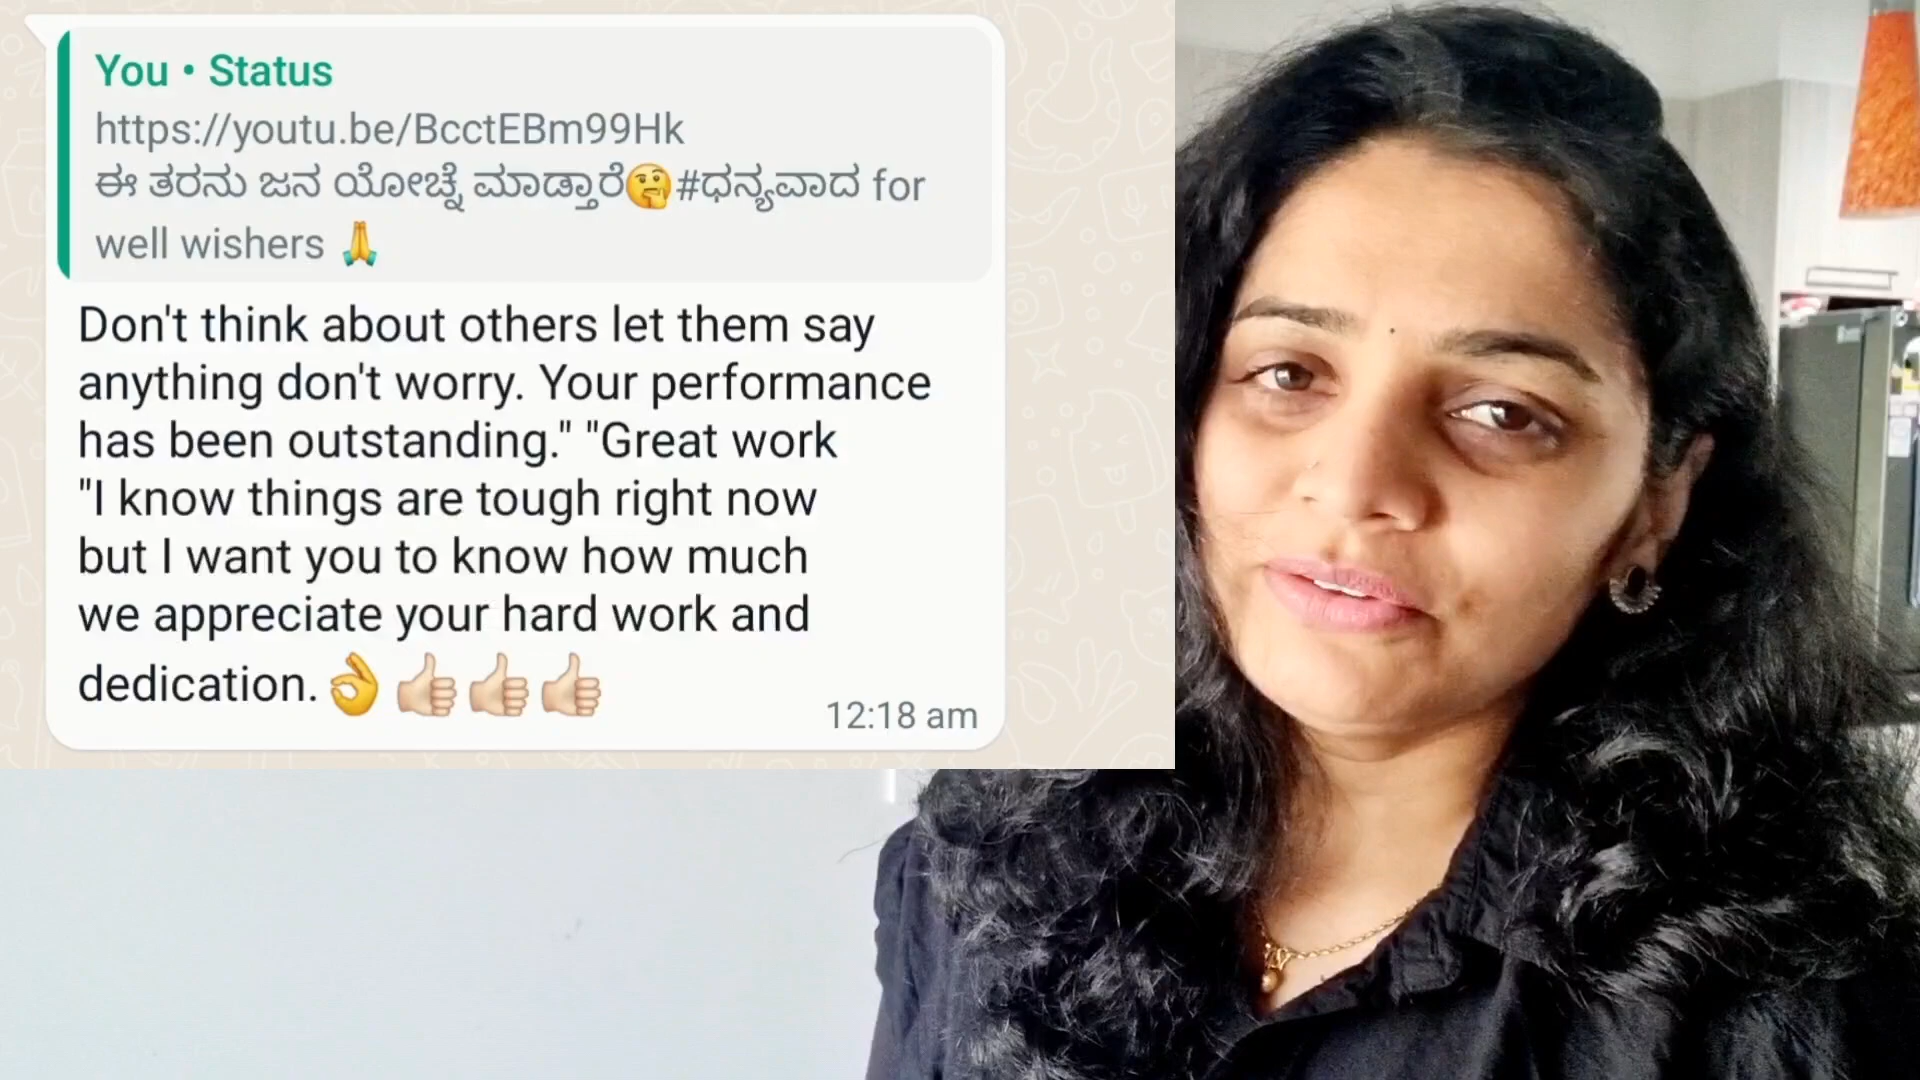 You • Status
https://youtu.be/BcctEBm99Hk
ಈ ತರನು ಜನ ಯೋಚ್ನೆ ಮಾಡ್ತಾರೆ🤔#ಧನ್ಯವಾದ for
well wishers 🙏
Don't think about others let them say
anything don't worry. Your performance
has been outstanding." "Great work
"I know things are tough right now
but I want you to know how much
we appreciate your hard work and
dedication.👌👍🏻👍🏻👍🏻
12:18 am